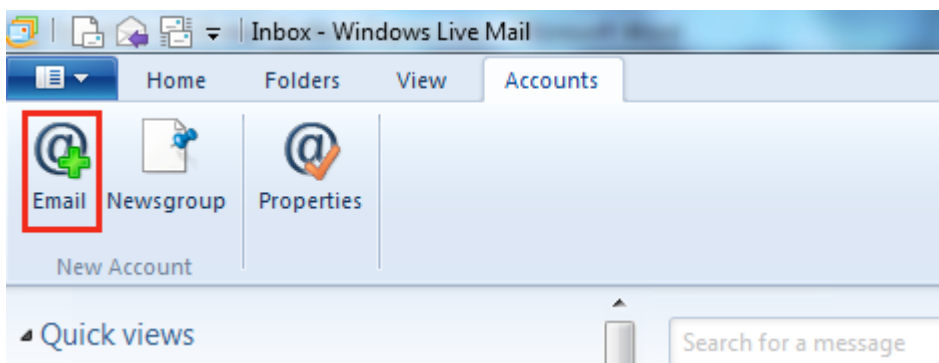 Inbox - Windows Live Mail
Home Folders View Accounts
Email Newsgroup Properties
New Account
Quick views
Search for a message